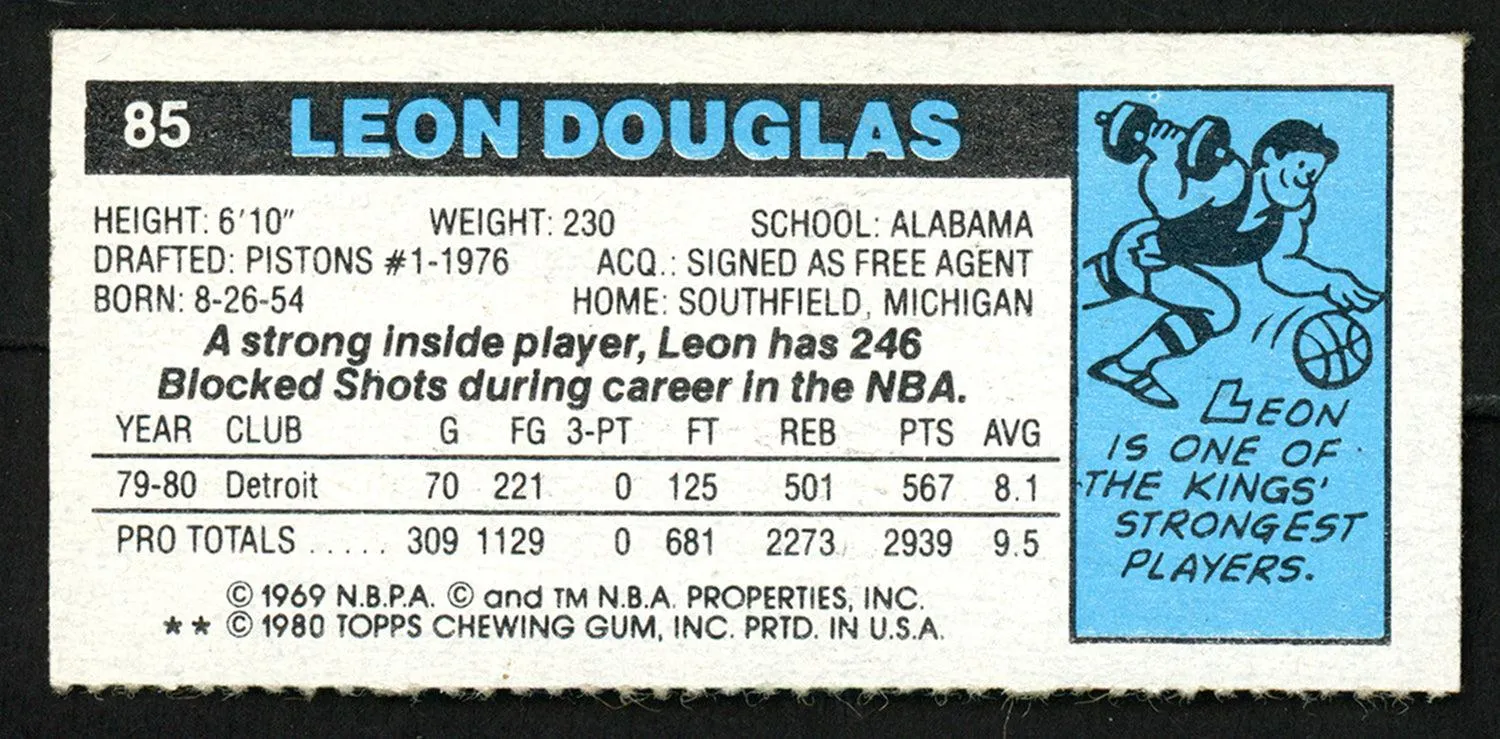 85 LEON DOUGLAS
HEIGHT: 6'10" WEIGHT: 230 SCHOOL: ALABAMA
DRAFTED: PISTONS #1-1976 ACQ.: SIGNED AS FREE AGENT
BORN: 8-26-54 HOME: SOUTHFIELD, MICHIGAN
A strong inside player, Leon has 246
Blocked Shots during career in the NBA.
YEAR CLUB G FG 3-PT FT REB PTS AVG
79-80 Detroit 70 221 0 125 501 567 8.1
PRO TOTALS ..... 309 1129 0 681 2273 2939 9.5
© 1969 N.B.P.A. © and TM N.B.A. PROPERTIES, INC.
** © 1980 TOPPS CHEWING GUM, INC. PRTD. IN U.S.A.
LEON
IS ONE OF
THE KINGS'
STRONGEST
PLAYERS.